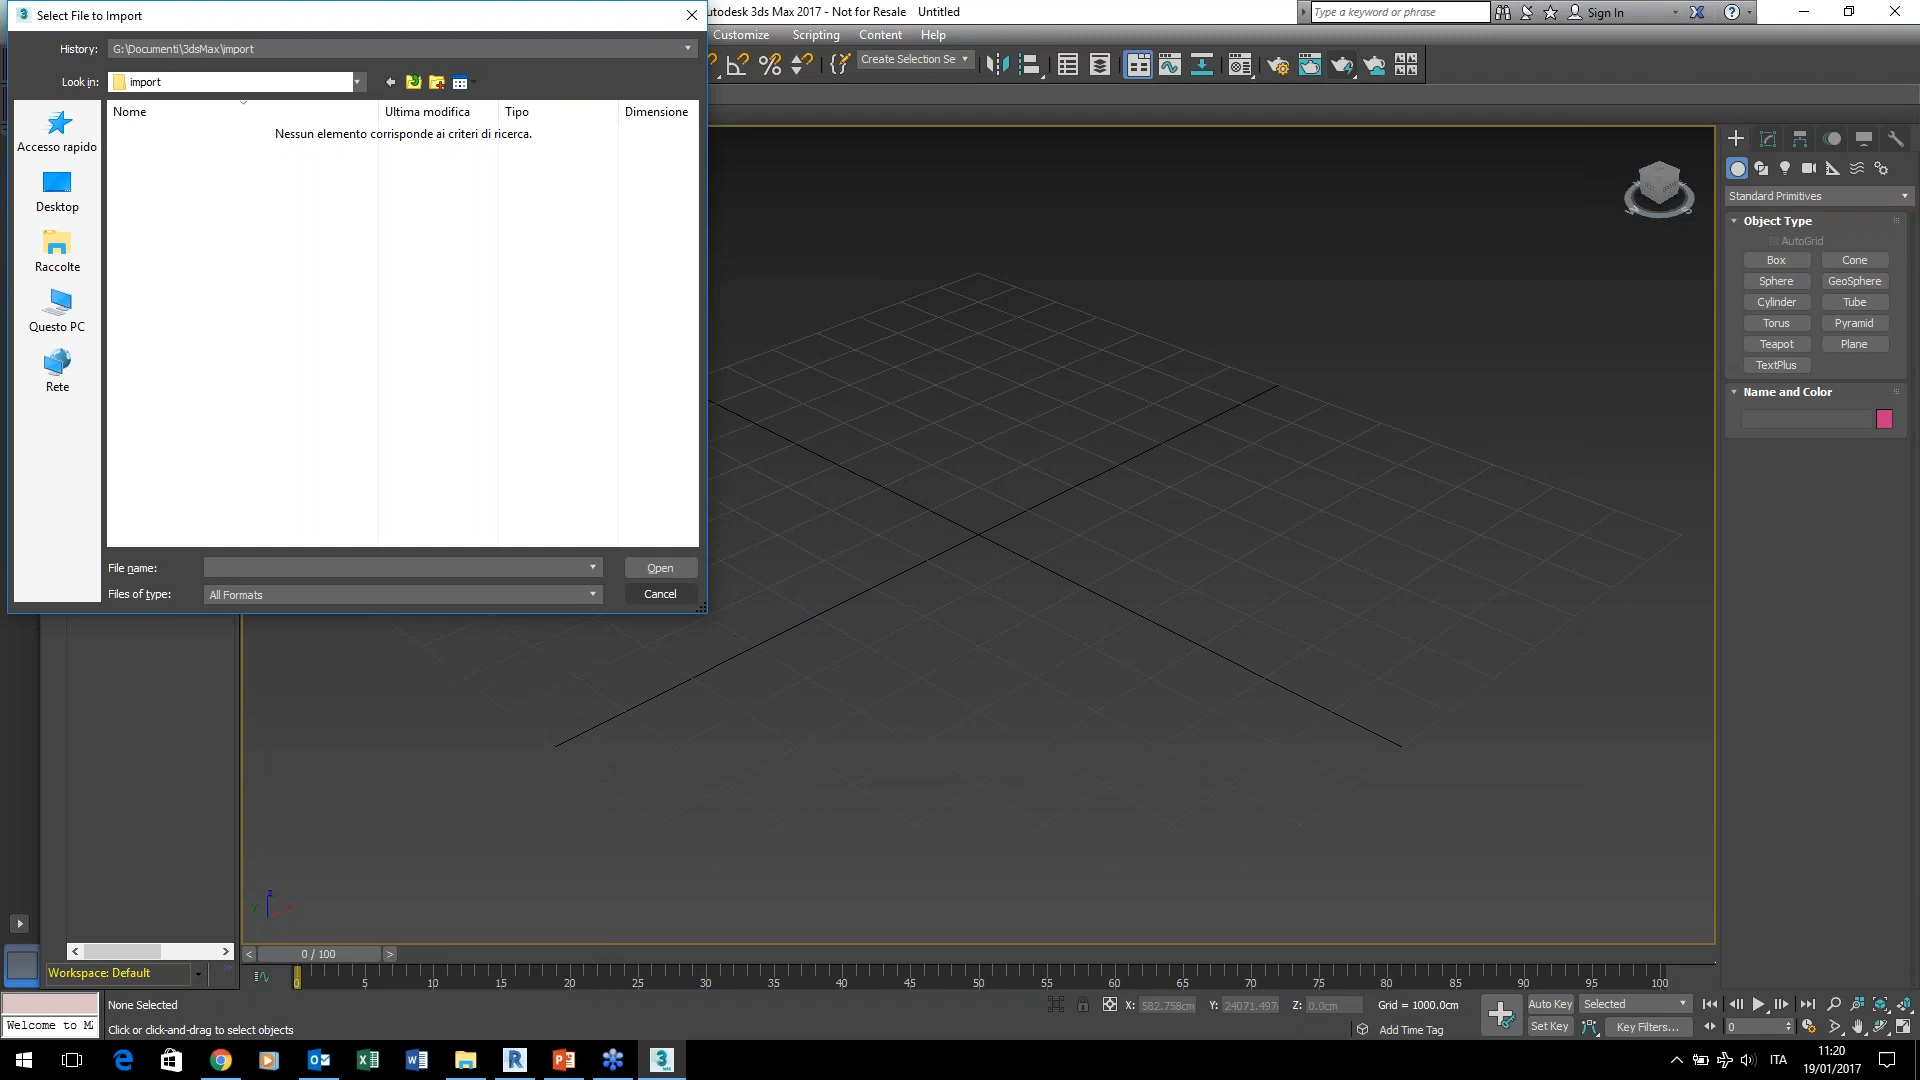 Select File to Import
Autodesk 3ds Max 2017 - Not for Resale Untitled
Type a keyword or phrase
Sign In
History: G:\Documenti\3dsMax\import
Customize Scripting Content Help
Look in: import
Create Selection Se
Nome Ultima modifica Tipo Dimensione
Nessun elemento corrisponde ai criteri di ricerca.
Accesso rapido
Desktop
Raccolte
Questo PC
Rete
File name:
Open
Files of type: All Formats
Cancel
Standard Primitives
Object Type
AutoGrid
Box Cone
Sphere GeoSphere
Cylinder Tube
Torus Pyramid
Teapot Plane
TextPlus
Name and Color
z
y x
0 / 100
Workspace: Default
0 5 10 15 20 25 30 35 40 45 50 55 60 65 70 75 80 85 90 95 100
None Selected
X: 582.758cm Y: 24071.497 Z: 0.0cm Grid = 1000.0cm
Auto Key Selected
Welcome to M
Click or click-and-drag to select objects
Add Time Tag
Set Key Key Filters...
0
ITA
11:20
19/01/2017